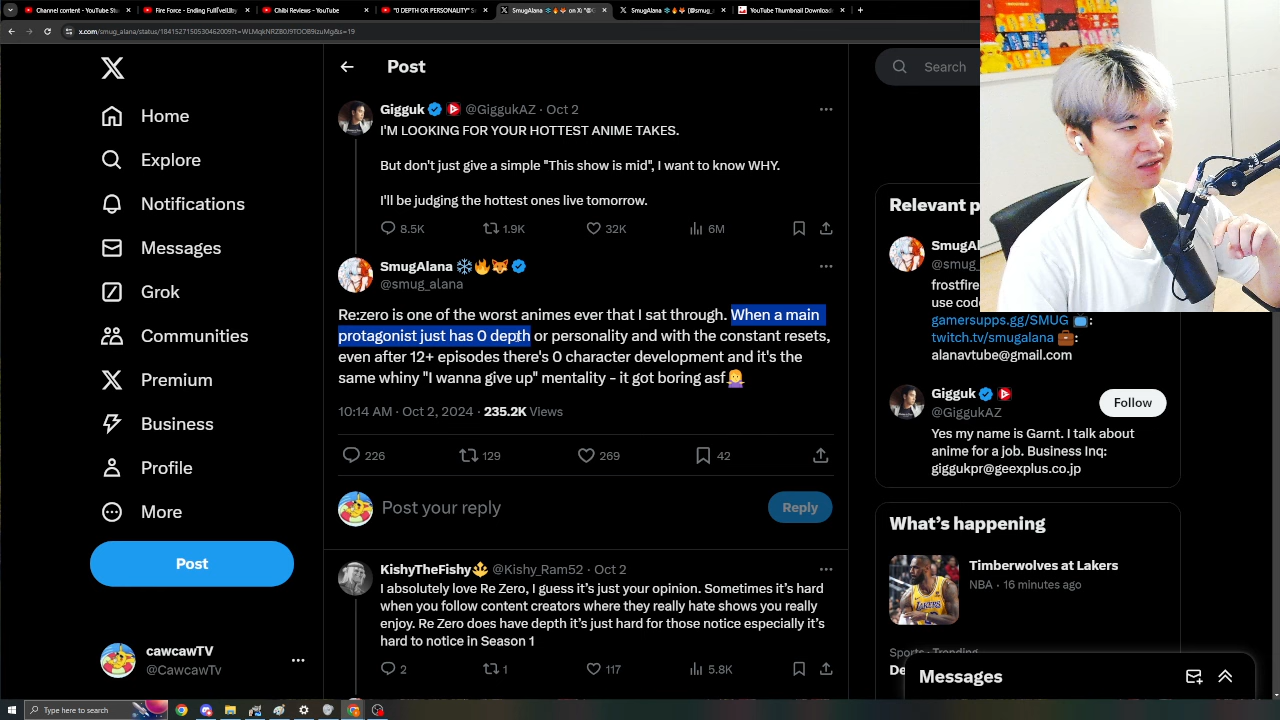 Channel content - YouTube Stu
Fire Force - Ending Full
Chibi Reviews - YouTube
"0 DEPTH OR PERSONALITY" S
SmugAlana
on X: "@G
SmugAlana
(@smug_
YouTube Thumbnail Download
x.com/smug_alana/status/1841527150530462009?t=WLMqkNRZ80J9TOOB9izuMg&s=19
Home
Explore
Notifications
Messages
Grok
Communities
Premium
Business
Profile
More
Post
cawcawTV
@CawcawTv
Post
Gigguk @GiggukAZ · Oct 2
I'M LOOKING FOR YOUR HOTTEST ANIME TAKES.
But don't just give a simple "This show is mid", I want to know WHY.
I'll be judging the hottest ones live tomorrow.
8.5K 1.9K 32K 6M
SmugAlana ❄️🔥🦊
@smug_alana
Re:zero is one of the worst animes ever that I sat through. When a main
protagonist just has 0 depth or personality and with the constant resets,
even after 12+ episodes there's 0 character development and it's the
same whiny "I wanna give up" mentality - it got boring asf🤷‍♀️
10:14 AM · Oct 2, 2024 · 235.2K Views
226 129 269 42
Post your reply
Reply
KishyTheFishy @Kishy_Ram52 · Oct 2
I absolutely love Re Zero, I guess it's just your opinion. Sometimes it's hard
when you follow content creators where they really hate shows you really
enjoy. Re Zero does have depth it's just hard for those notice especially it's
hard to notice in Season 1
2 1 117 5.8K
Search
Relevant p
SmugAl
@smug_
frostfire
use cod
gamersupps.gg/SMUG 📺:
twitch.tv/smugalana 💼:
alanavtube@gmail.com
Gigguk
@GiggukAZ
Follow
Yes my name is Garnt. I talk about
anime for a job. Business Inq:
giggukpr@geexplus.co.jp
What's happening
Timberwolves at Lakers
NBA · 16 minutes ago
LAKERS
Sports · Trending
De
Messages
Type here to search